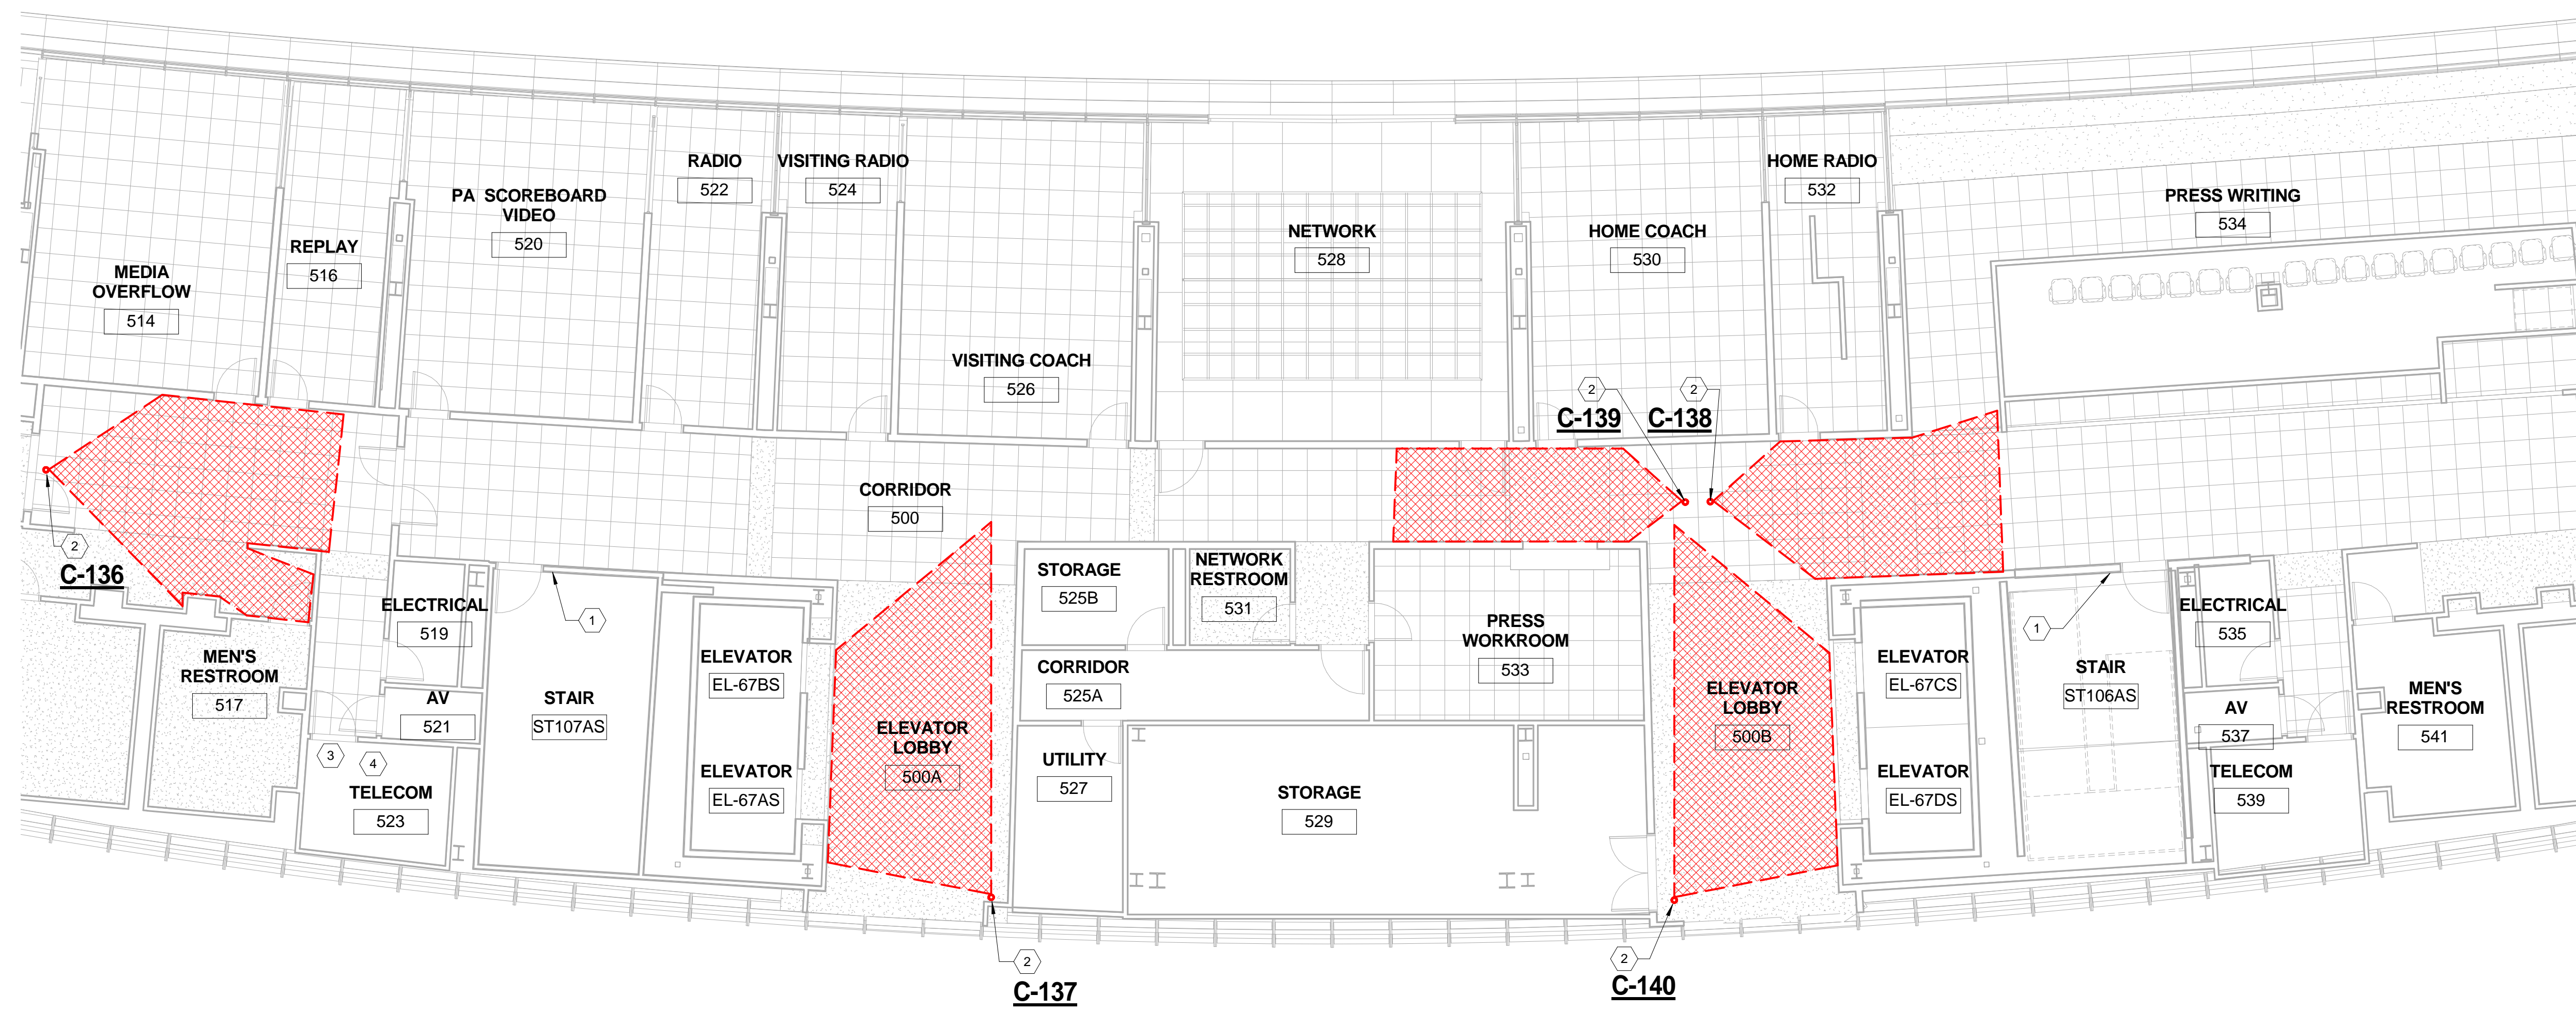 RADIO
522
VISITING RADIO
524
HOME RADIO
532
PA  SCOREBOARD
VIDEO
520
PRESS WRITING
534
REPLAY
516
NETWORK
528
HOME COACH
530
MEDIA
OVERFLOW
514
VISITING COACH
526
2
C-139
2
C-138
CORRIDOR
500
2
C-136
STORAGE
525B
NETWORK
RESTROOM
531
ELECTRICAL
519
1
ELECTRICAL
535
1
PRESS
WORKROOM
533
MEN'S
RESTROOM
517
ELEVATOR
EL-67BS
CORRIDOR
525A
ELEVATOR
LOBBY
500B
ELEVATOR
EL-67CS
STAIR
ST106AS
AV
521
STAIR
ST107AS
ELEVATOR
LOBBY
500A
AV
537
MEN'S
RESTROOM
541
3
4
TELECOM
523
ELEVATOR
EL-67AS
UTILITY
527
STORAGE
529
ELEVATOR
EL-67DS
TELECOM
539
2
C-137
2
C-140